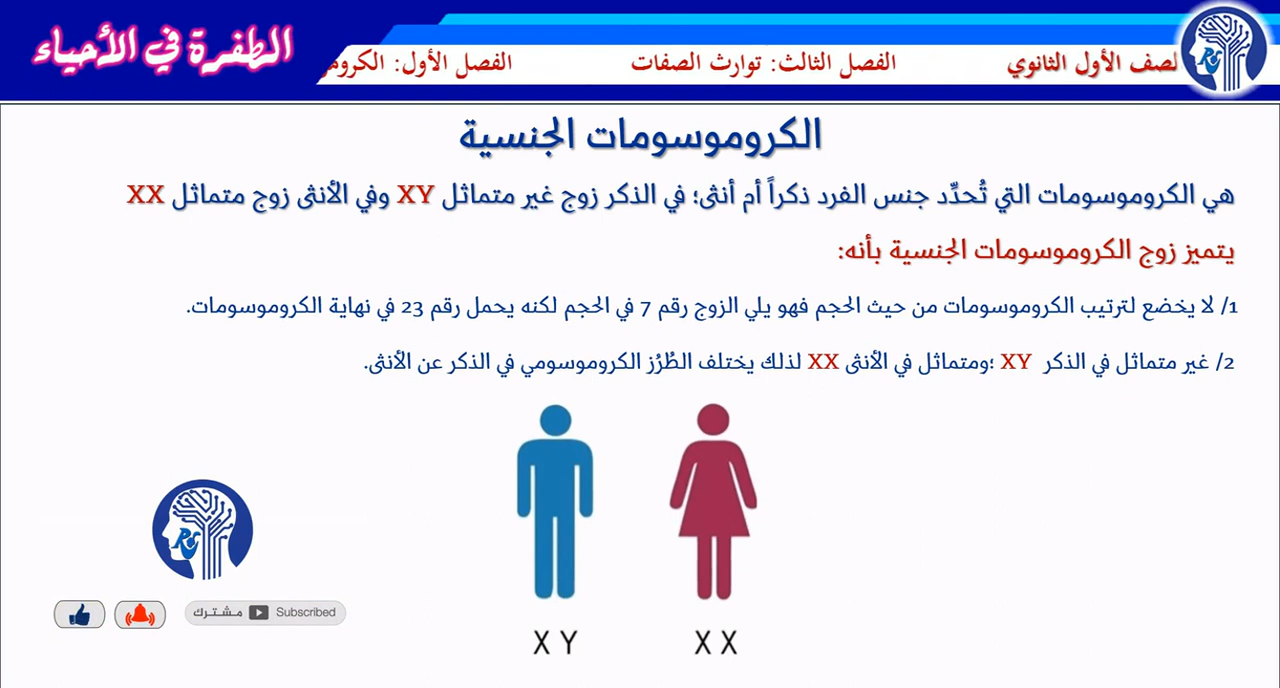 الطفرة في الأحياء
لصف الأول الثانوي
الفصل الثالث: توارث الصفات
الفصل الأول: الكرومو
الكروموسومات الجنسية
هي الكروموسومات التي تُحدِّد جنس الفرد ذكراً أم أنثى؛ في الذكر زوج غير متماثل XY وفي الأنثى زوج متماثل XX
يتميز زوج الكروموسومات الجنسية بأنه:
1/ لا يخضع لترتيب الكروموسومات من حيث الحجم فهو يلي الزوج رقم 7 في الحجم لكنه يحمل رقم 23 في نهاية الكروموسومات.
2/ غير متماثل في الذكر XY ؛ومتماثل في الأنثى XX لذلك يختلف الطُرُز الكروموسومي في الذكر عن الأنثى.
مشترك Subscribed
X Y
X X